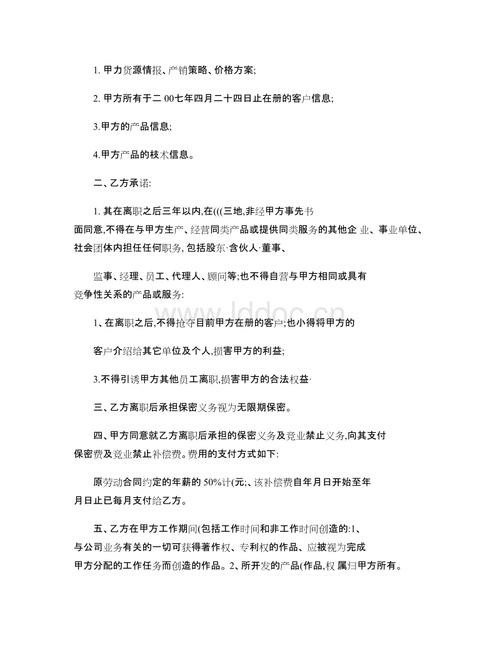 1. 甲力货源情报、产销策略、价格方案;
2. 甲方所有于二 00七年四月二十四日止在册的客户信息;
3.甲方的产品信息;
4.甲方产品的枝术信息。
二、乙方承诺:
1. 其在离职之后三年以内,在(((三地,非经甲方事先书
面同意,不得在与甲方生产、经营同类产品或提供同类服务的其他企 业、事业单位、
社会团体内担任任何职务, 包括股东·含伙人·董事、
监事、经理、员工、代理人、顾问等;也不得自营与甲方相同或具有
竞争性关系的产品或服务:
www.lddoc.cn
1、在离职之后,不得抢夺目前甲方在册的客户;也小得将甲方的
客户介绍给其它单位及个人,损害甲方的利益;
3.不得引诱甲方其他员工离职,损害甲方的合法权益·
三、乙方离职后承担保密义务视为无限期保密。
四、甲方同意就乙方离职后承担的保密义务及竞业禁止义务,向其支付
保密费及竞业禁止补偿费。费用的支付方式如下:
原劳动合同约定的年薪的 50%计(元;、该补偿费自年月日开始至年
月日止已每月支付给乙方。
五、乙方在甲方工作期间(包括工作时间和非工作时间创造的:1、
与公司业务有关的一切可获得著作权、专利权的作品、应被视为完成
甲方分配的工作任务而创造的作品。2、所开发的产品(作品,权 属归甲方所有。